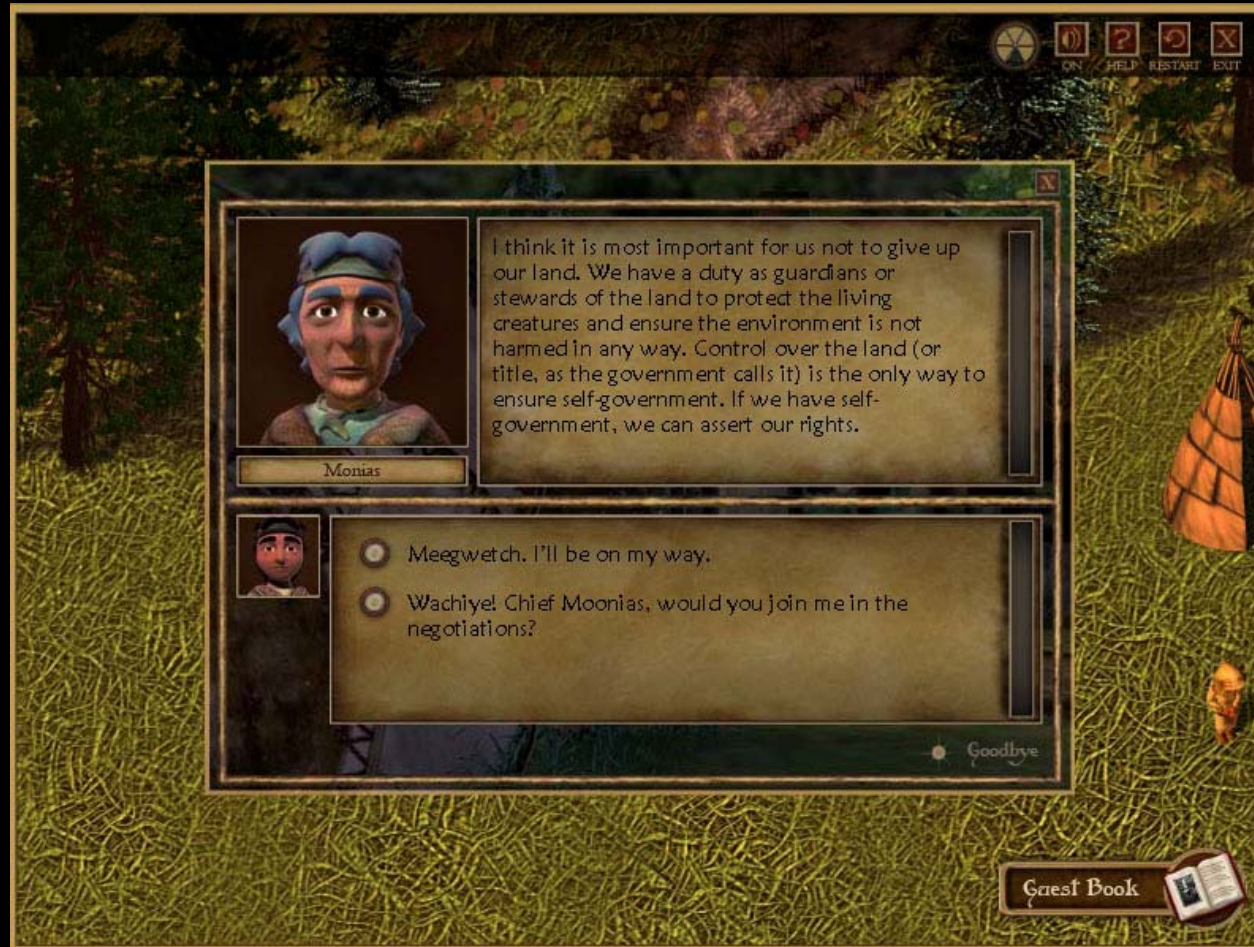 ON HELP RESTART EXIT
X
I think it is most important for us not to give up
our land. We have a duty as guardians or
stewards of the land to protect the living
creatures and ensure the environment is not
harmed in any way. Control over the land (or
title, as the government calls it) is the only way to
ensure self-government. If we have self-
government, we can assert our rights.
Monias
Meegwetch. I'll be on my way.
Wachiye! Chief Moonias, would you join me in the
negotiations?
Goodbye
Guest Book